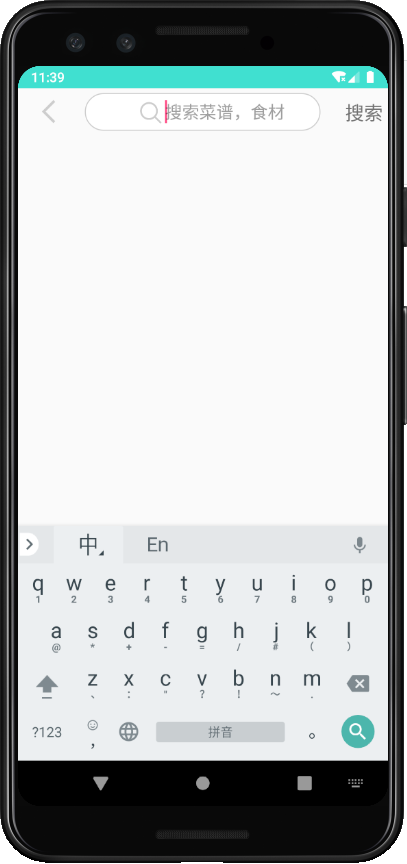 11:39
搜索菜谱，食材 搜索
中 En
q w e r t y u i o p
1 2 3 4 5 6 7 8 9 0
a s d f g h j k l
@ * + - = / # ( )
z x c v b n m
、 : " ? ! ～ .
?123 , 拼音 。